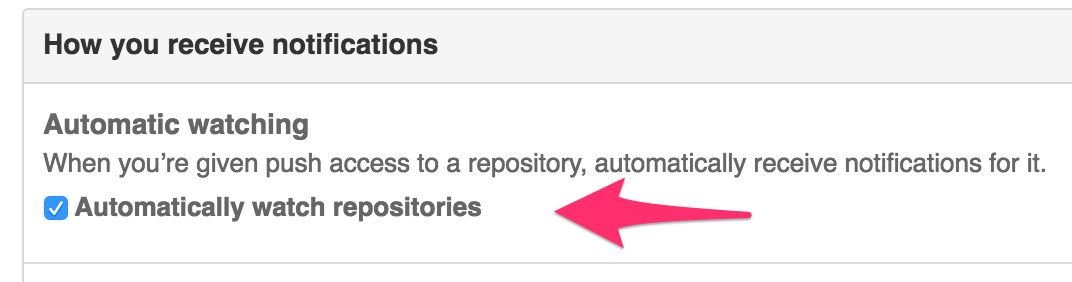 How you receive notifications
Automatic watching
When you’re given push access to a repository, automatically receive notifications for it.
Automatically watch repositories